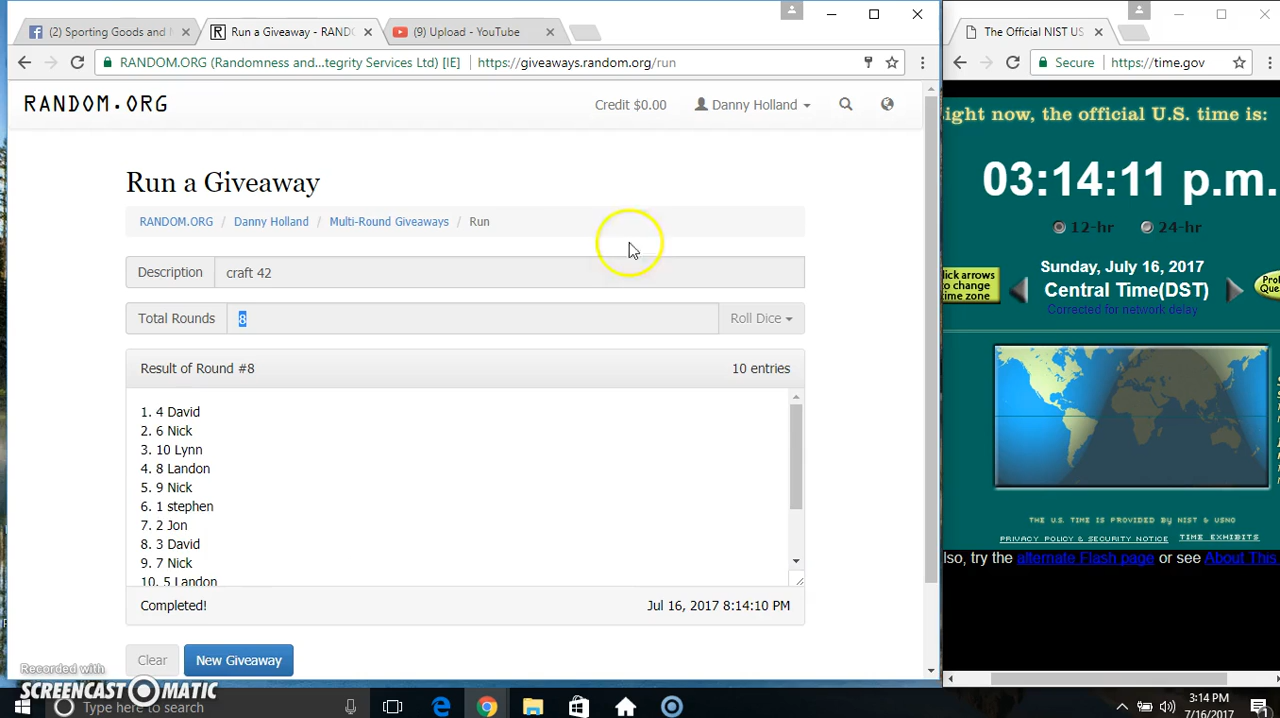 (2) Sporting Goods and
Run a Giveaway - RAND
(9) Upload - YouTube
The Official NIST US
RANDOM.ORG (Randomness and...tegrity Services Ltd) [IE]
https://giveaways.random.org/run
Secure
https://time.gov
RANDOM.ORG
Credit $0.00
Danny Holland
Run a Giveaway
RANDOM.ORG / Danny Holland / Multi-Round Giveaways / Run
Description craft 42
Total Rounds 8 Roll Dice
Result of Round #8 10 entries
1. 4 David
2. 6 Nick
3. 10 Lynn
4. 8 Landon
5. 9 Nick
6. 1 stephen
7. 2 Jon
8. 3 David
9. 7 Nick
10. 5 Landon
Completed! Jul 16, 2017 8:14:10 PM
Clear New Giveaway
ight now, the official U.S. time is:
03:14:11 p.m.
12-hr 24-hr
Sunday, July 16, 2017
lick arrows
to change
time zone
Central Time(DST)
Corrected for network delay
THE U.S. TIME IS PROVIDED BY NIST & USNO
PRIVACY POLICY & SECURITY NOTICE TIME EXHIBITS
lso, try the alternate Flash page or see About This
Recorded with
SCREENCAST-O-MATIC
Type here to search
3:14 PM
7/16/2017